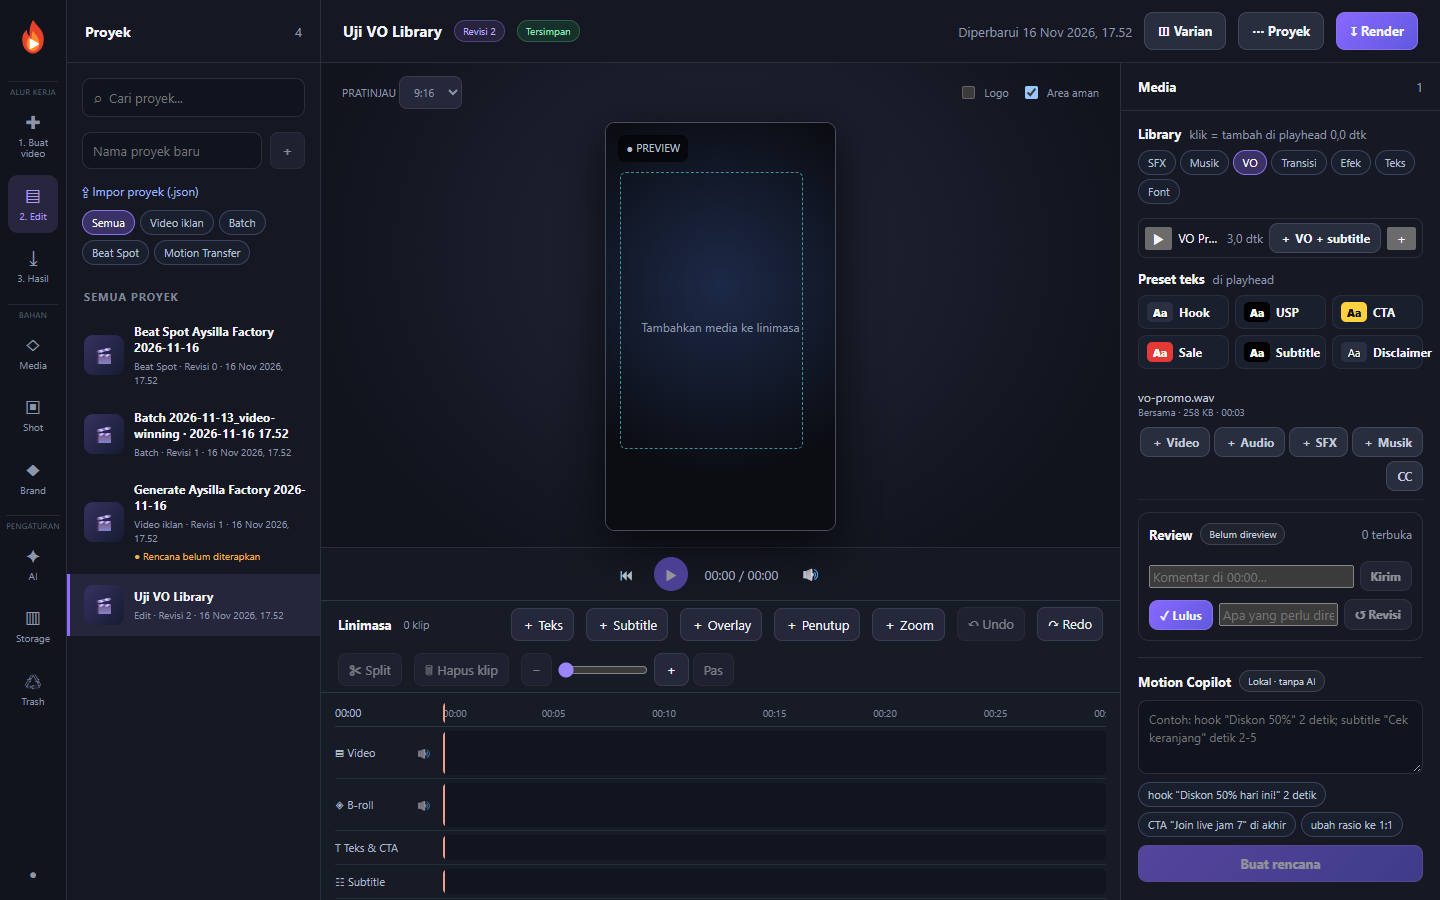 ALUR KERJA
1. Buat
video
2. Edit
3. Hasil
BAHAN
Media
Shot
Brand
PENGATURAN
AI
Storage
Trash
Proyek
4
Cari proyek...
Nama proyek baru
+
Impor proyek (.json)
Semua
Video iklan
Batch
Beat Spot
Motion Transfer
SEMUA PROYEK
Beat Spot Aysilla Factory
2026-11-16
Beat Spot · Revisi 0 · 16 Nov 2026,
17.52
Batch 2026-11-13_video-
winning · 2026-11-16 17.52
Batch · Revisi 1 · 16 Nov 2026, 17.52
Generate Aysilla Factory 2026-
11-16
Video iklan · Revisi 1 · 16 Nov 2026,
17.52
● Rencana belum diterapkan
Uji VO Library
Edit · Revisi 2 · 16 Nov 2026, 17.52
Uji VO Library
Revisi 2
Tersimpan
Diperbarui 16 Nov 2026, 17.52
Varian
··· Proyek
Render
PRATINJAU
9:16
Logo
Area aman
● PREVIEW
Tambahkan media ke linimasa
00:00 / 00:00
Linimasa
0 klip
+ Teks
+ Subtitle
+ Overlay
+ Penutup
+ Zoom
↶ Undo
↷ Redo
Split
Hapus klip
−
+
Pas
00:00
00:00
00:05
00:10
00:15
00:20
00:25
00:
Video
B-roll
T Teks & CTA
Subtitle
Media
1
Library
klik = tambah di playhead 0,0 dtk
SFX
Musik
VO
Transisi
Efek
Teks
Font
VO Pr...
3,0 dtk
+ VO + subtitle
+
Preset teks
di playhead
Aa Hook
Aa USP
Aa CTA
Aa Sale
Aa Subtitle
Aa Disclaimer
vo-promo.wav
Bersama · 258 KB · 00:03
+ Video
+ Audio
+ SFX
+ Musik
CC
Review
Belum direview
0 terbuka
Komentar di 00:00...
Kirim
✓ Lulus
Apa yang perlu dire
↺ Revisi
Motion Copilot
Lokal · tanpa AI
Contoh: hook "Diskon 50%" 2 detik; subtitle "Cek
keranjang" detik 2-5
hook "Diskon 50% hari ini!" 2 detik
CTA "Join live jam 7" di akhir
ubah rasio ke 1:1
Buat rencana